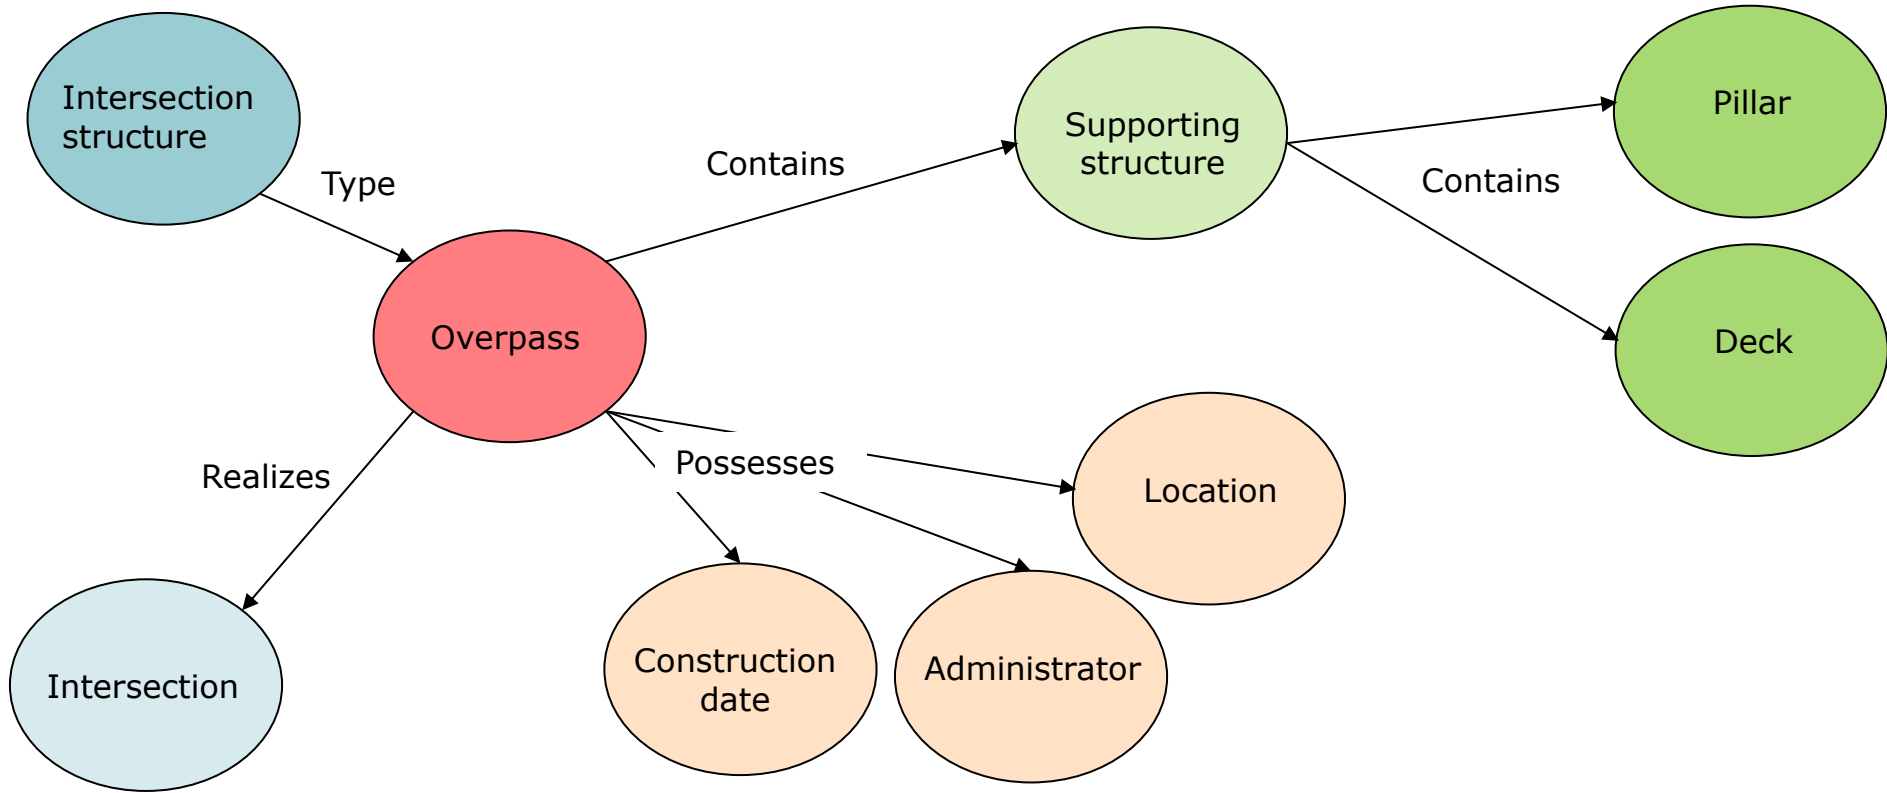 Intersection
structure
Type
Contains
Supporting
structure
Pillar
Contains
Deck
Overpass
Realizes
Possesses
Location
Intersection
Construction
date
Administrator